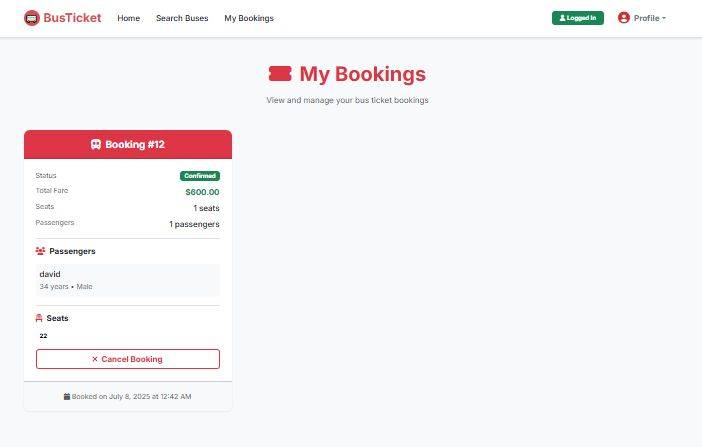 BusTicket Home Search Buses My Bookings Logged In Profile
My Bookings
View and manage your bus ticket bookings
Booking #12
Status Confirmed
Total Fare $600.00
Seats 1 seats
Passengers 1 passengers
Passengers
david
34 years • Male
Seats
22
× Cancel Booking
Booked on July 8, 2025 at 12:42 AM